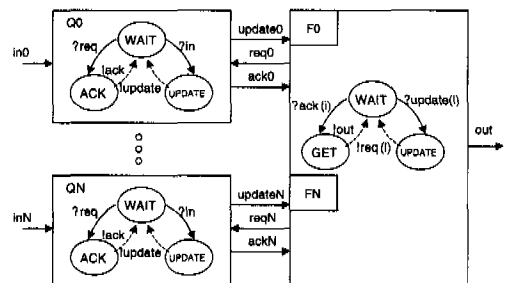 Q0
WAIT
?req
?in
!ack
!update
ACK
UPDATE
in0
update0
req0
ack0
F0
WAIT
?ack(i)
?update(i)
!out
!req(i)
GET
UPDATE
out
QN
WAIT
?req
?in
!ack
!update
ACK
UPDATE
inN
updateN
reqN
ackN
FN